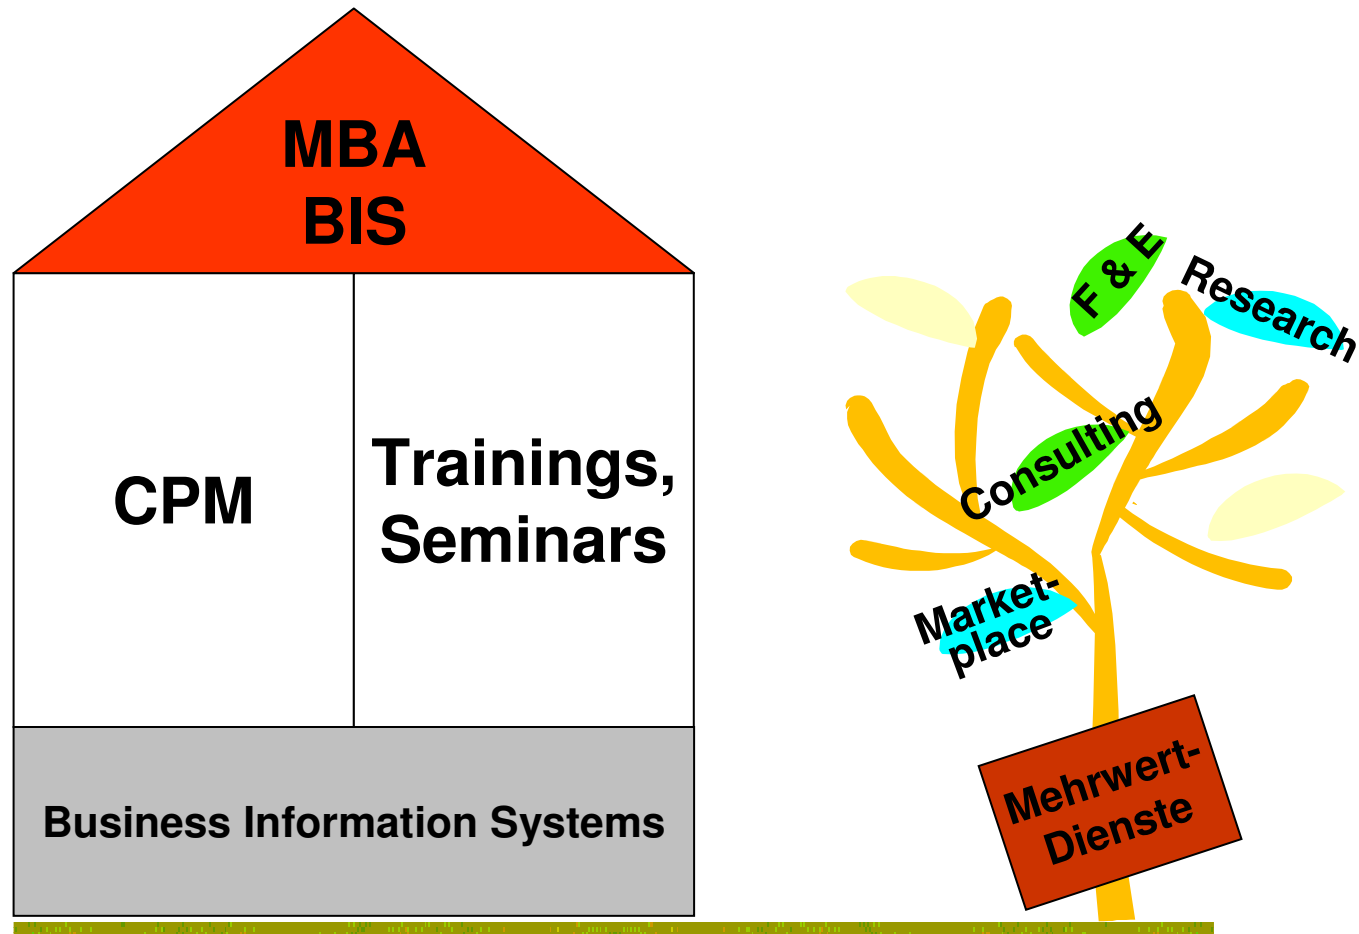 MBA
BIS
CPM
Trainings,
Seminars
Business Information Systems
F & E
Research
Consulting
Market-
place
Mehrwert-
Dienste